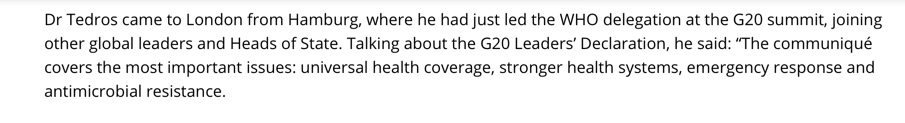 Dr Tedros came to London from Hamburg, where he had just led the WHO delegation at the G20 summit, joining
other global leaders and Heads of State. Talking about the G20 Leaders’ Declaration, he said: “The communiqué
covers the most important issues: universal health coverage, stronger health systems, emergency response and
antimicrobial resistance.